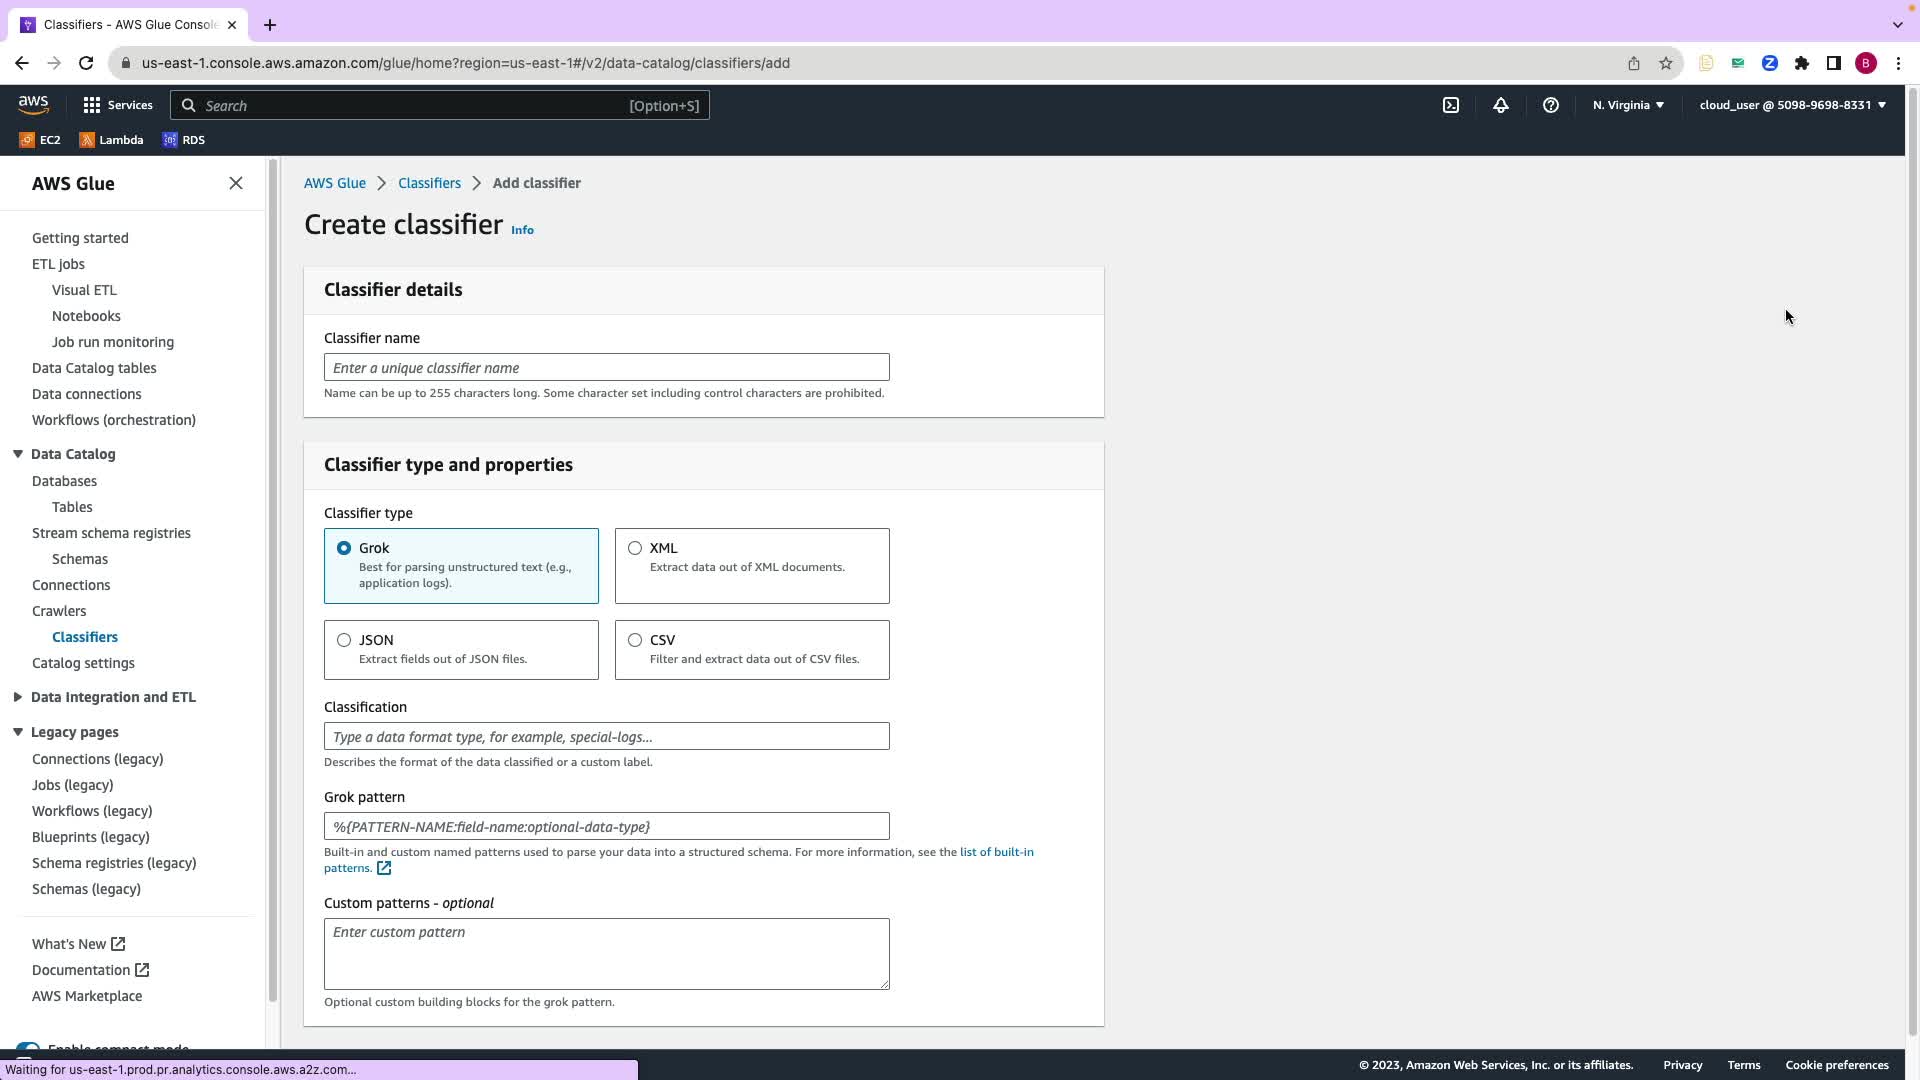 Classifiers - AWS Glue Console
us-east-1.console.aws.amazon.com/glue/home?region=us-east-1#/v2/data-catalog/classifiers/add
B
aws
Services
Search
[Option+S]
N. Virginia
cloud_user @ 5098-9698-8331
EC2
Lambda
RDS
AWS Glue
Getting started
ETL jobs
Visual ETL
Notebooks
Job run monitoring
Data Catalog tables
Data connections
Workflows (orchestration)
Data Catalog
Databases
Tables
Stream schema registries
Schemas
Connections
Crawlers
Classifiers
Catalog settings
Data Integration and ETL
Legacy pages
Connections (legacy)
Jobs (legacy)
Workflows (legacy)
Blueprints (legacy)
Schema registries (legacy)
Schemas (legacy)
What's New
Documentation
AWS Marketplace
Enable compact mode
AWS Glue > Classifiers > Add classifier
Create classifier Info
Classifier details
Classifier name
Enter a unique classifier name
Name can be up to 255 characters long. Some character set including control characters are prohibited.
Classifier type and properties
Classifier type
Grok
Best for parsing unstructured text (e.g.,
application logs).
XML
Extract data out of XML documents.
JSON
Extract fields out of JSON files.
CSV
Filter and extract data out of CSV files.
Classification
Type a data format type, for example, special-logs...
Describes the format of the data classified or a custom label.
Grok pattern
%{PATTERN-NAME:field-name:optional-data-type}
Built-in and custom named patterns used to parse your data into a structured schema. For more information, see the list of built-in
patterns.
Custom patterns - optional
Enter custom pattern
Optional custom building blocks for the grok pattern.
Waiting for us-east-1.prod.pr.analytics.console.aws.a2z.com...
© 2023, Amazon Web Services, Inc. or its affiliates.
Privacy
Terms
Cookie preferences